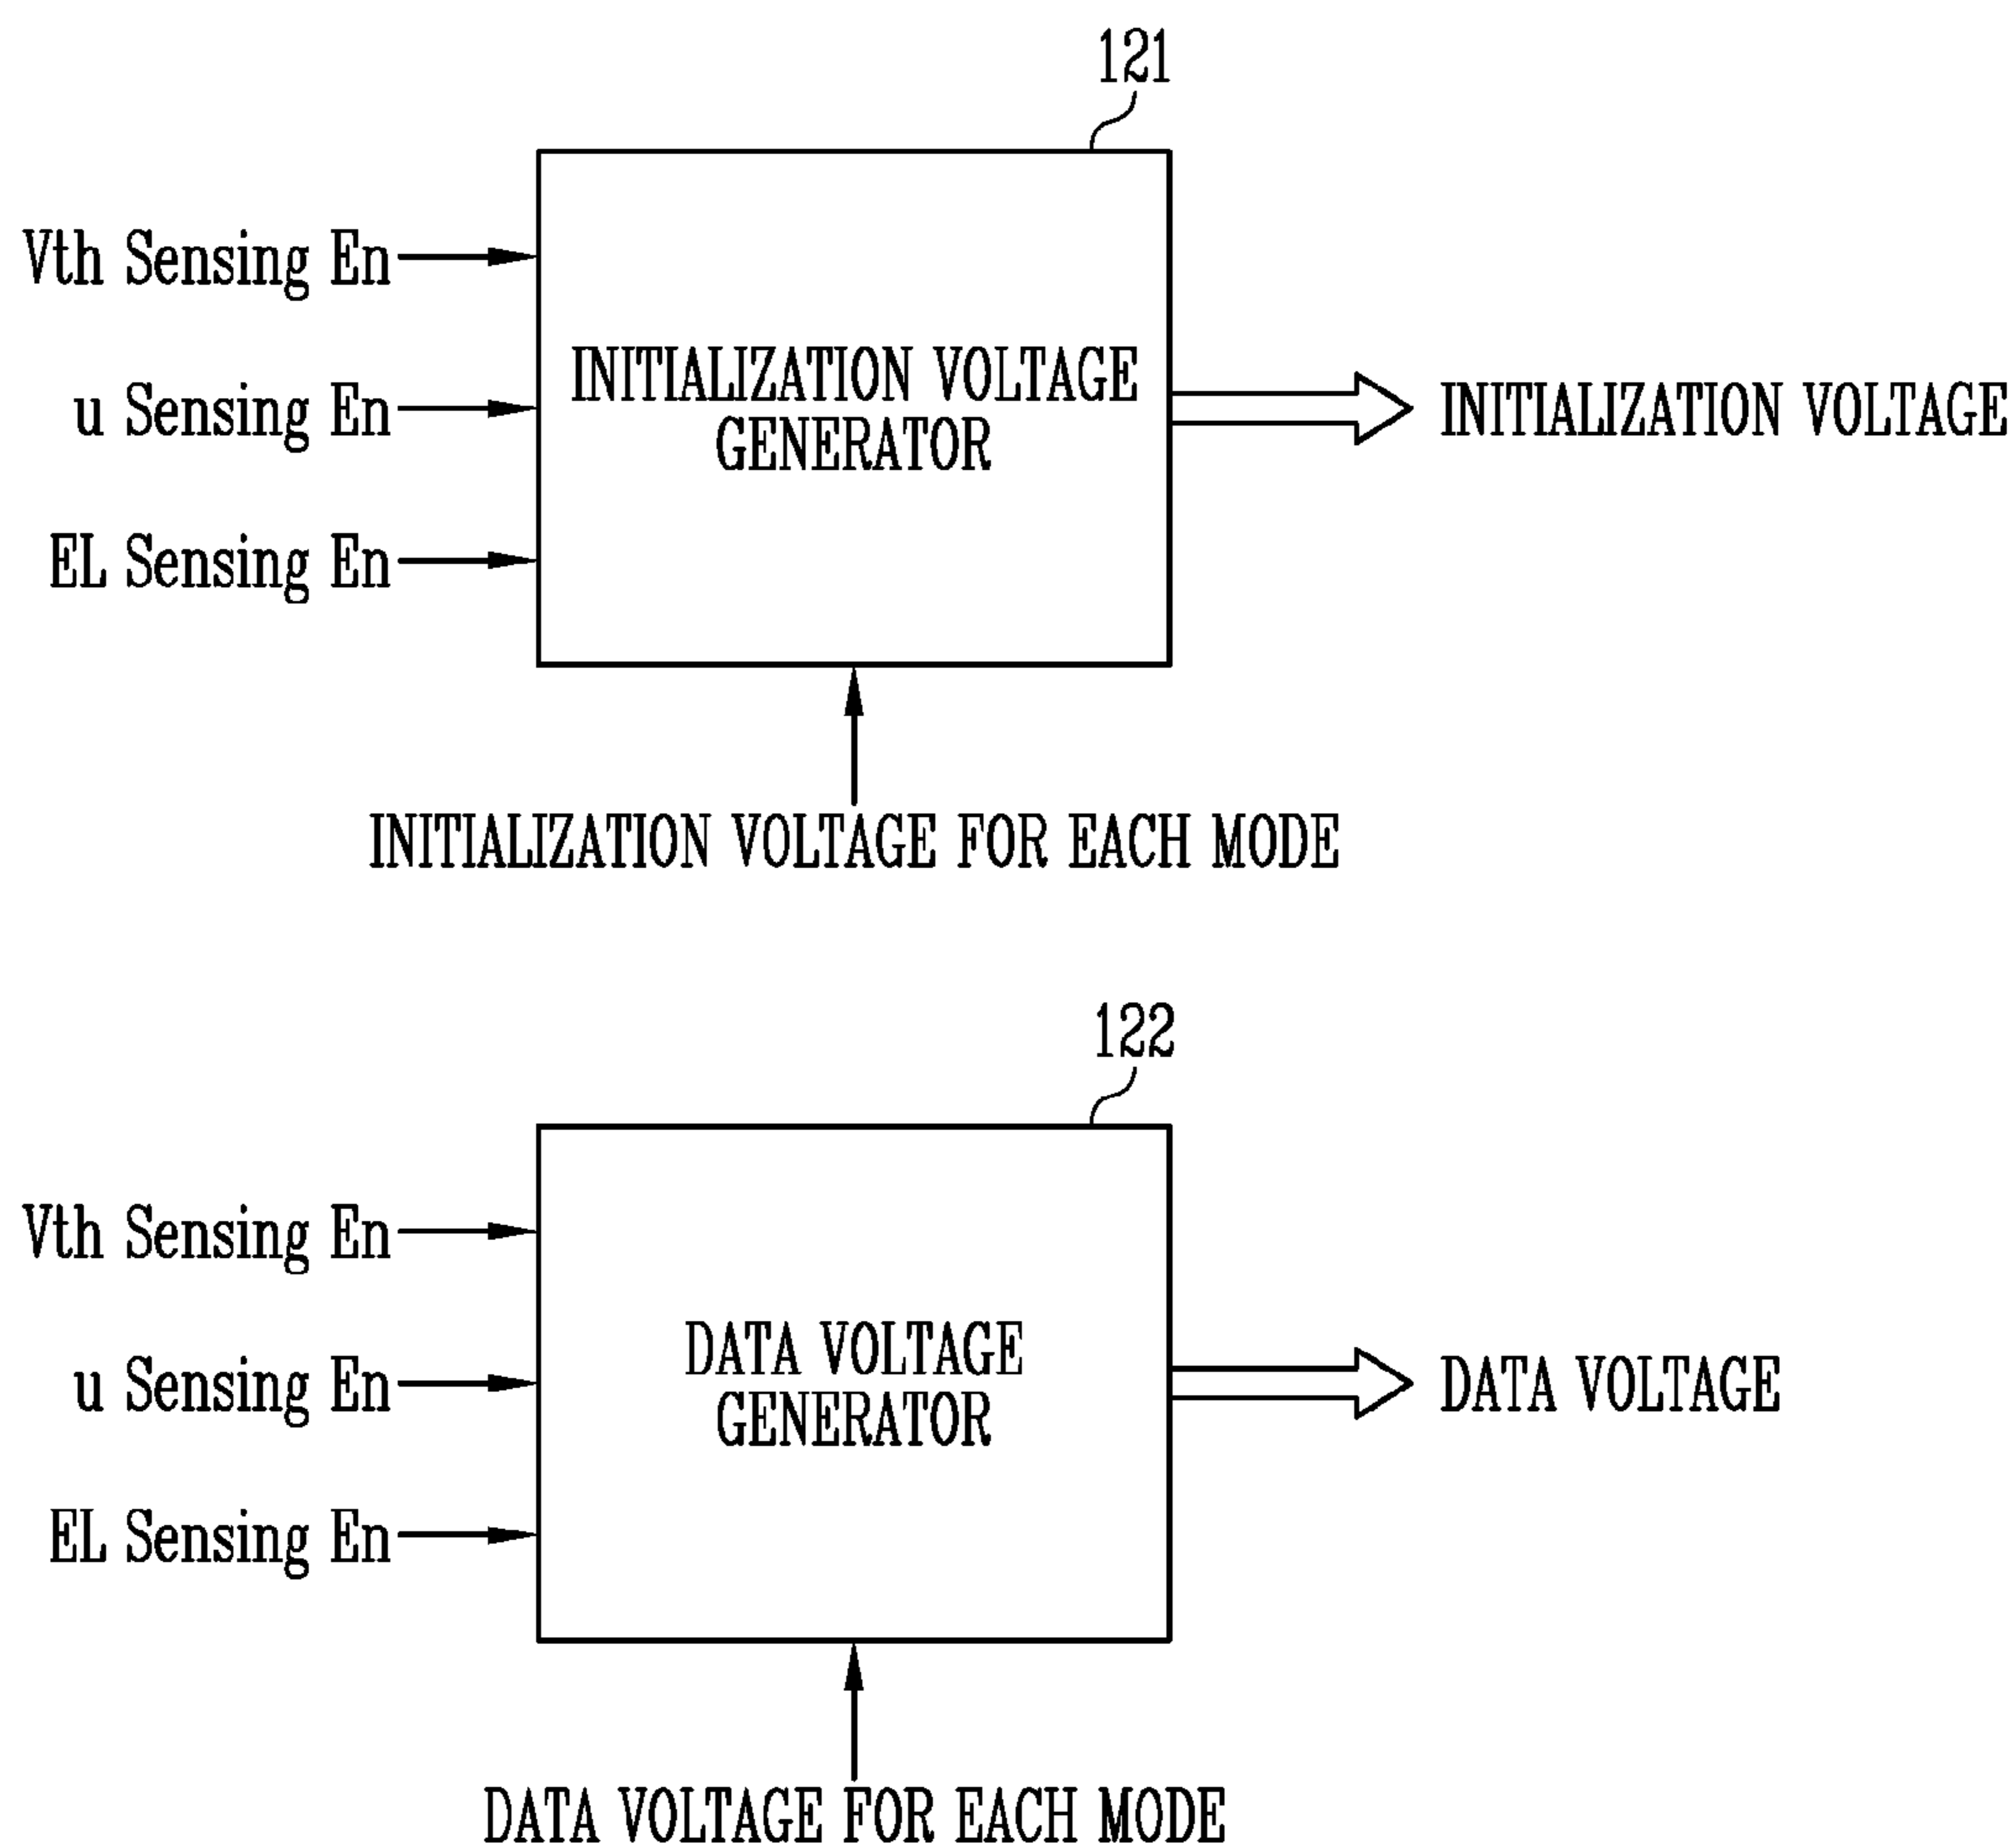 121
Vth Sensing En
u Sensing En
EL Sensing En
INITIALIZATION VOLTAGE
GENERATOR
INITIALIZATION VOLTAGE
INITIALIZATION VOLTAGE FOR EACH MODE
122
Vth Sensing En
u Sensing En
EL Sensing En
DATA VOLTAGE
GENERATOR
DATA VOLTAGE
DATA VOLTAGE FOR EACH MODE